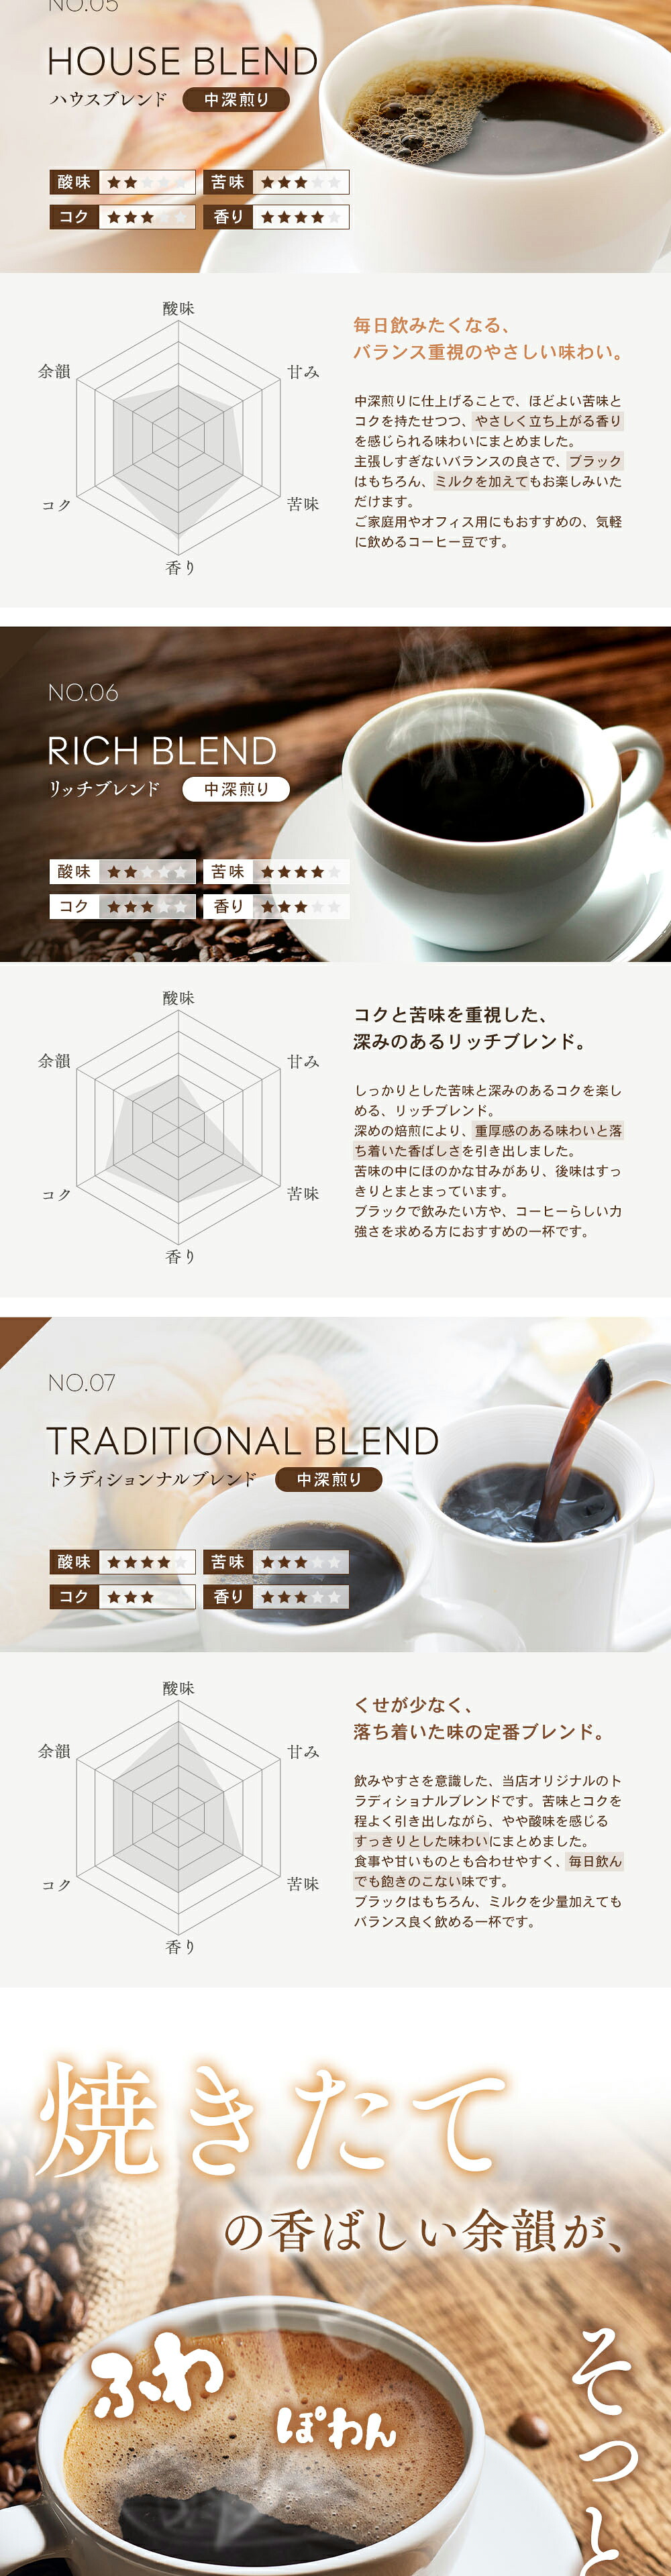 NO.05
HOUSE BLEND
ハウスブレンド 中深煎り
酸味 ★★★★★ 苦味 ★★★★★
コク ★★★★★ 香り ★★★★★
酸味
余韻 甘み
コク 苦味
香り
毎日飲みたくなる、
バランス重視のやさしい味わい。
中深煎りに仕上げることで、ほどよい苦味と
コクを持たせつつ、やさしく立ち上がる香り
を感じられる味わいにまとめました。
主張しすぎないバランスの良さで、ブラック
はもちろん、ミルクを加えてもお楽しみいた
だけます。
ご家庭用やオフィス用にもおすすめの、気軽
に飲めるコーヒー豆です。
NO.06
RICH BLEND
リッチブレンド 中深煎り
酸味 ★★★★★ 苦味 ★★★★★
コク ★★★★★ 香り ★★★★★
酸味
余韻 甘み
コク 苦味
香り
コクと苦味を重視した、
深みのあるリッチブレンド。
しっかりとした苦味と深みのあるコクを楽し
める、リッチブレンド。
深めの焙煎により、重厚感のある味わいと落
ち着いた香ばしさを引き出しました。
苦味の中にほのかな甘みがあり、後味はすっ
きりとまとまっています。
ブラックで飲みたい方や、コーヒーらしい力
強さを求める方におすすめの一杯です。
NO.07
TRADITIONAL BLEND
トラディショナルブレンド 中深煎り
酸味 ★★★★★ 苦味 ★★★★★
コク ★★★ 香り ★★★★★
酸味
余韻 甘み
コク 苦味
香り
くせが少なく、
落ち着いた味の定番ブレンド。
飲みやすさを意識した、当店オリジナルのト
ラディショナルブレンドです。苦味とコクを
程よく引き出しながら、やや酸味を感じる
すっきりとした味わいにまとめました。
食事や甘いものとも合わせやすく、毎日飲ん
でも飽きのこない味です。
ブラックはもちろん、ミルクを少量加えても
バランス良く飲める一杯です。
焼きたて
の香ばしい余韻が、
ふわ
ぽわん
そっと